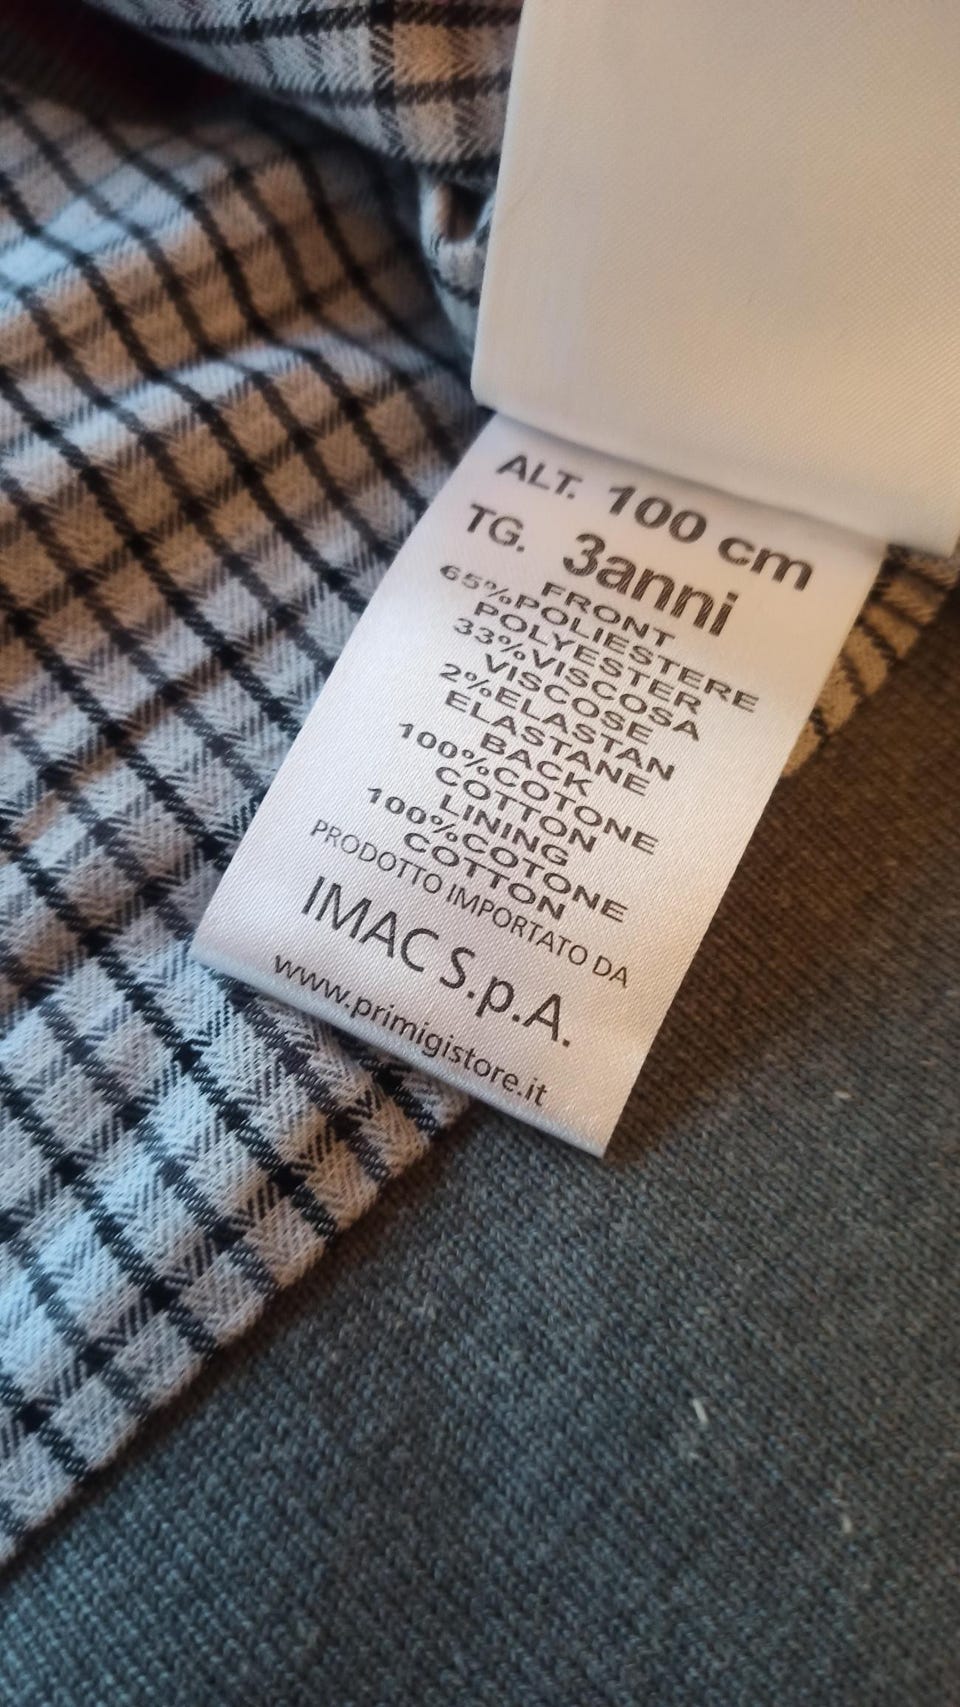 ALT. 100 cm
TG. 3anni
FRONT
65%POLIESTERE
POLYESTER
33%VISCOSA
VISCOSE
2%ELASTAN
ELASTANE
BACK
100%COTONE
COTTON
LINING
100%COTONE
COTTON
PRODOTTO IMPORTATO DA
IMAC S.p.A.
www.primigistore.it